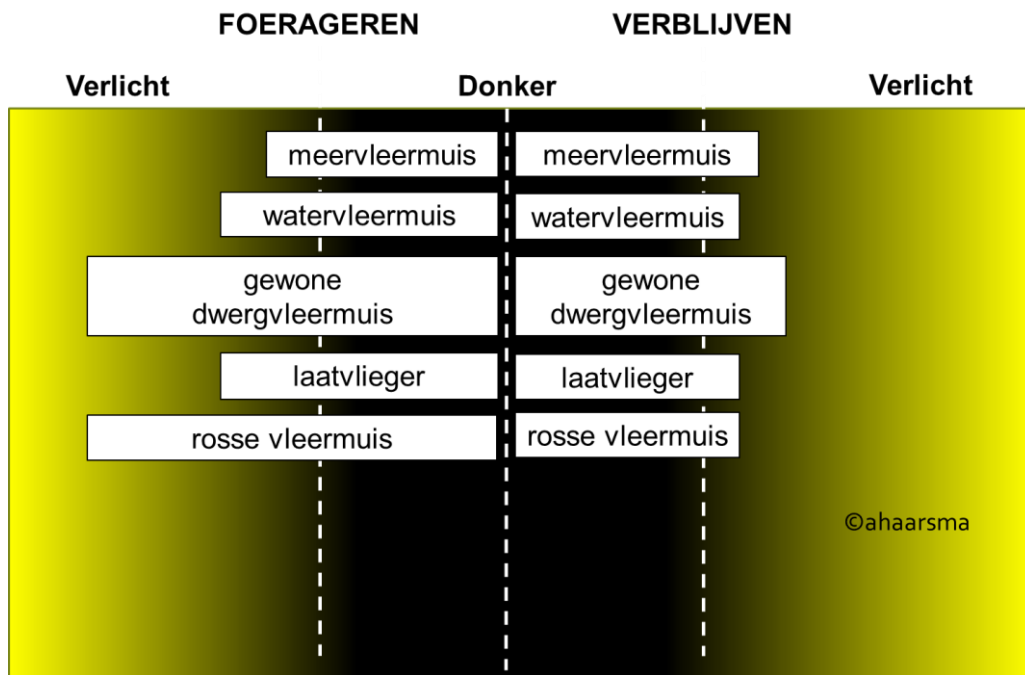 FOERAGEREN VERBLIJVEN
Verlicht Donker Verlicht
meervleermuis meervleermuis
watervleermuis watervleermuis
gewone
dwergvleermuis
gewone
dwergvleermuis
laatvlieger laatvlieger
rosse vleermuis rosse vleermuis
©ahaarsma